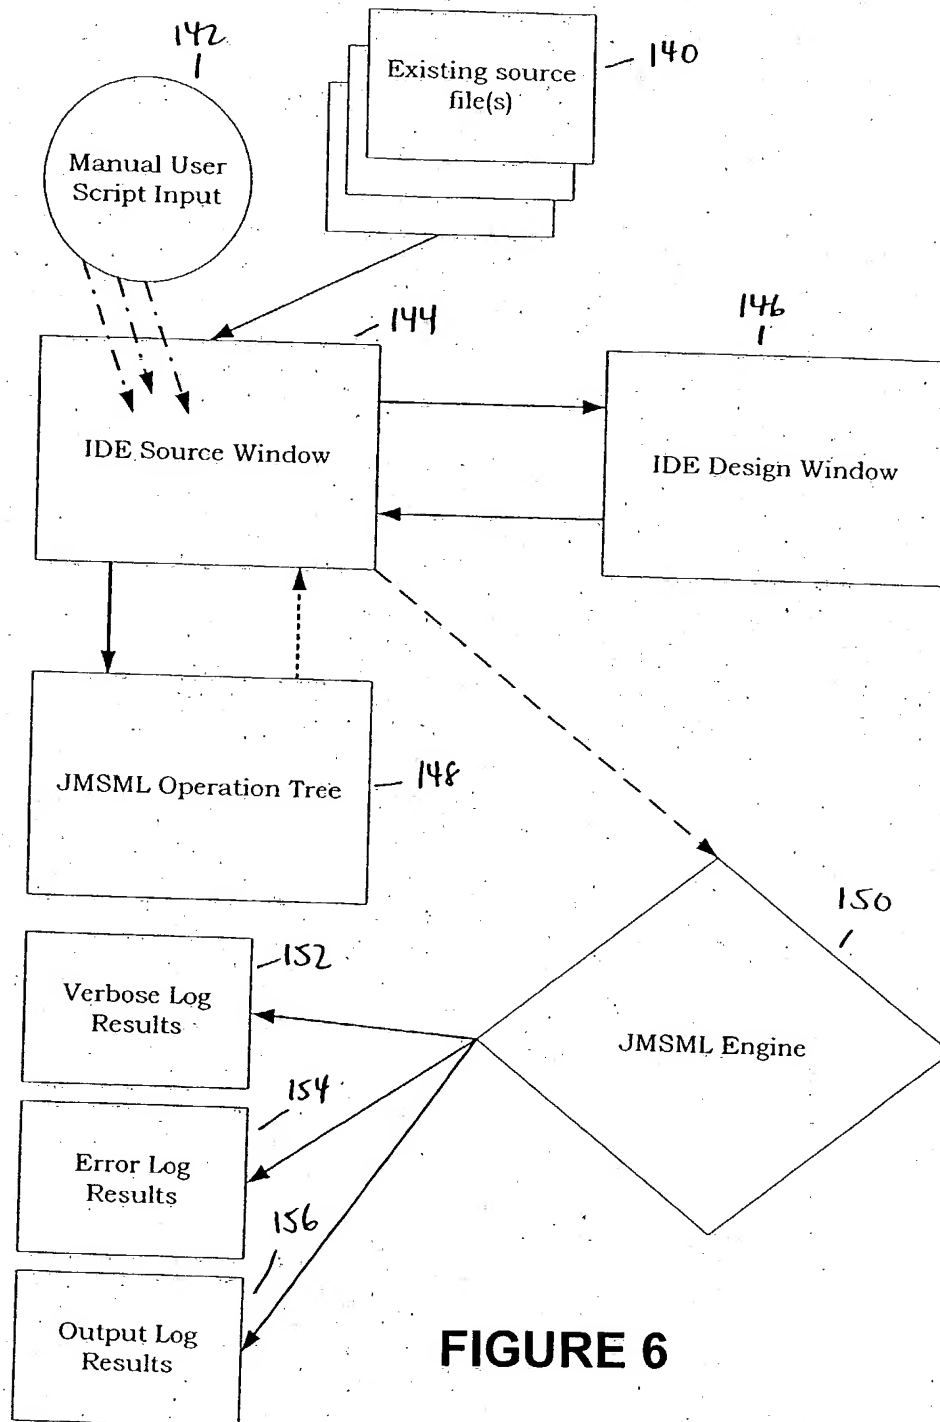 142
Existing source
file(s)
140
Manual User
Script Input
144
146
IDE Source Window
IDE Design Window
JMSML Operation Tree
148
150
152
Verbose Log
Results
JMSML Engine
154
Error Log
Results
156
Output Log
Results
FIGURE 6